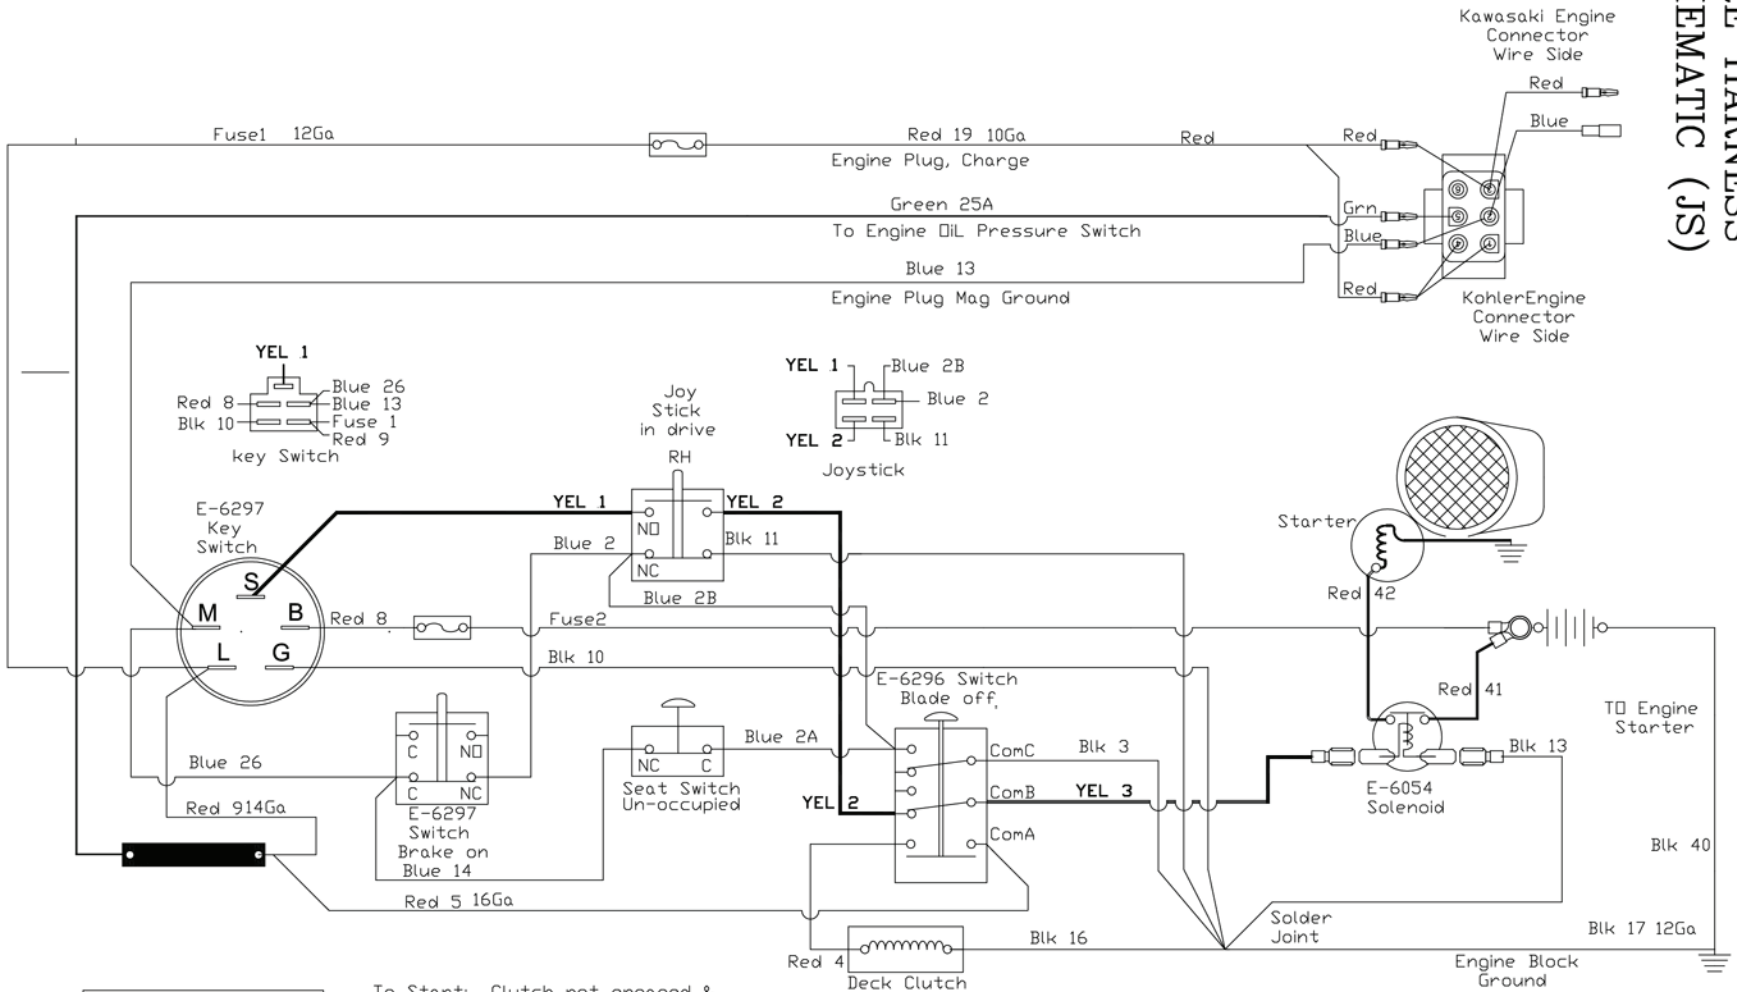 Kawasaki Engine
Connector
Wire Side
Red
Blue
EMATIC (JS)
Fuse1 12Ga
Red 19 10Ga
Red
Red
Engine Plug, Charge
Green 25A
Grn
To Engine OiL Pressure Switch
Blue
Blue 13
Engine Plug Mag Ground
Red
KohlerEngine
Connector
Wire Side
YEL 1
Blue 26
Red 8
Blue 13
Blk 10
Fuse 1
Red 9
key Switch
Joy
Stick
in drive
RH
YEL 1
Blue 2B
Blue 2
YEL 2
Blk 11
Joystick
E-6297
Key
Switch
YEL 1
YEL 2
NO
Blue 2
Blk 11
NC
Blue 2B
Starter
Red 42
S
M
B
L
G
Red 8
Fuse2
Blk 10
E-6296 Switch
Blade off,
Red 41
TO Engine
Starter
C
NO
C
NC
Blue 26
E-6297
Switch
Brake on
Blue 14
NC
C
Blue 2A
Seat Switch
Un-occupied
YEL 2
ComC
Blk 3
ComB
YEL 3
ComA
Blk 13
E-6054
Solenoid
Red 914Ga
Red 5 16Ga
Blk 40
Solder
Joint
Blk 17 12Ga
Red 4
Blk 16
Deck Clutch
Engine Block
Ground
To Start: Clutch not engaged &